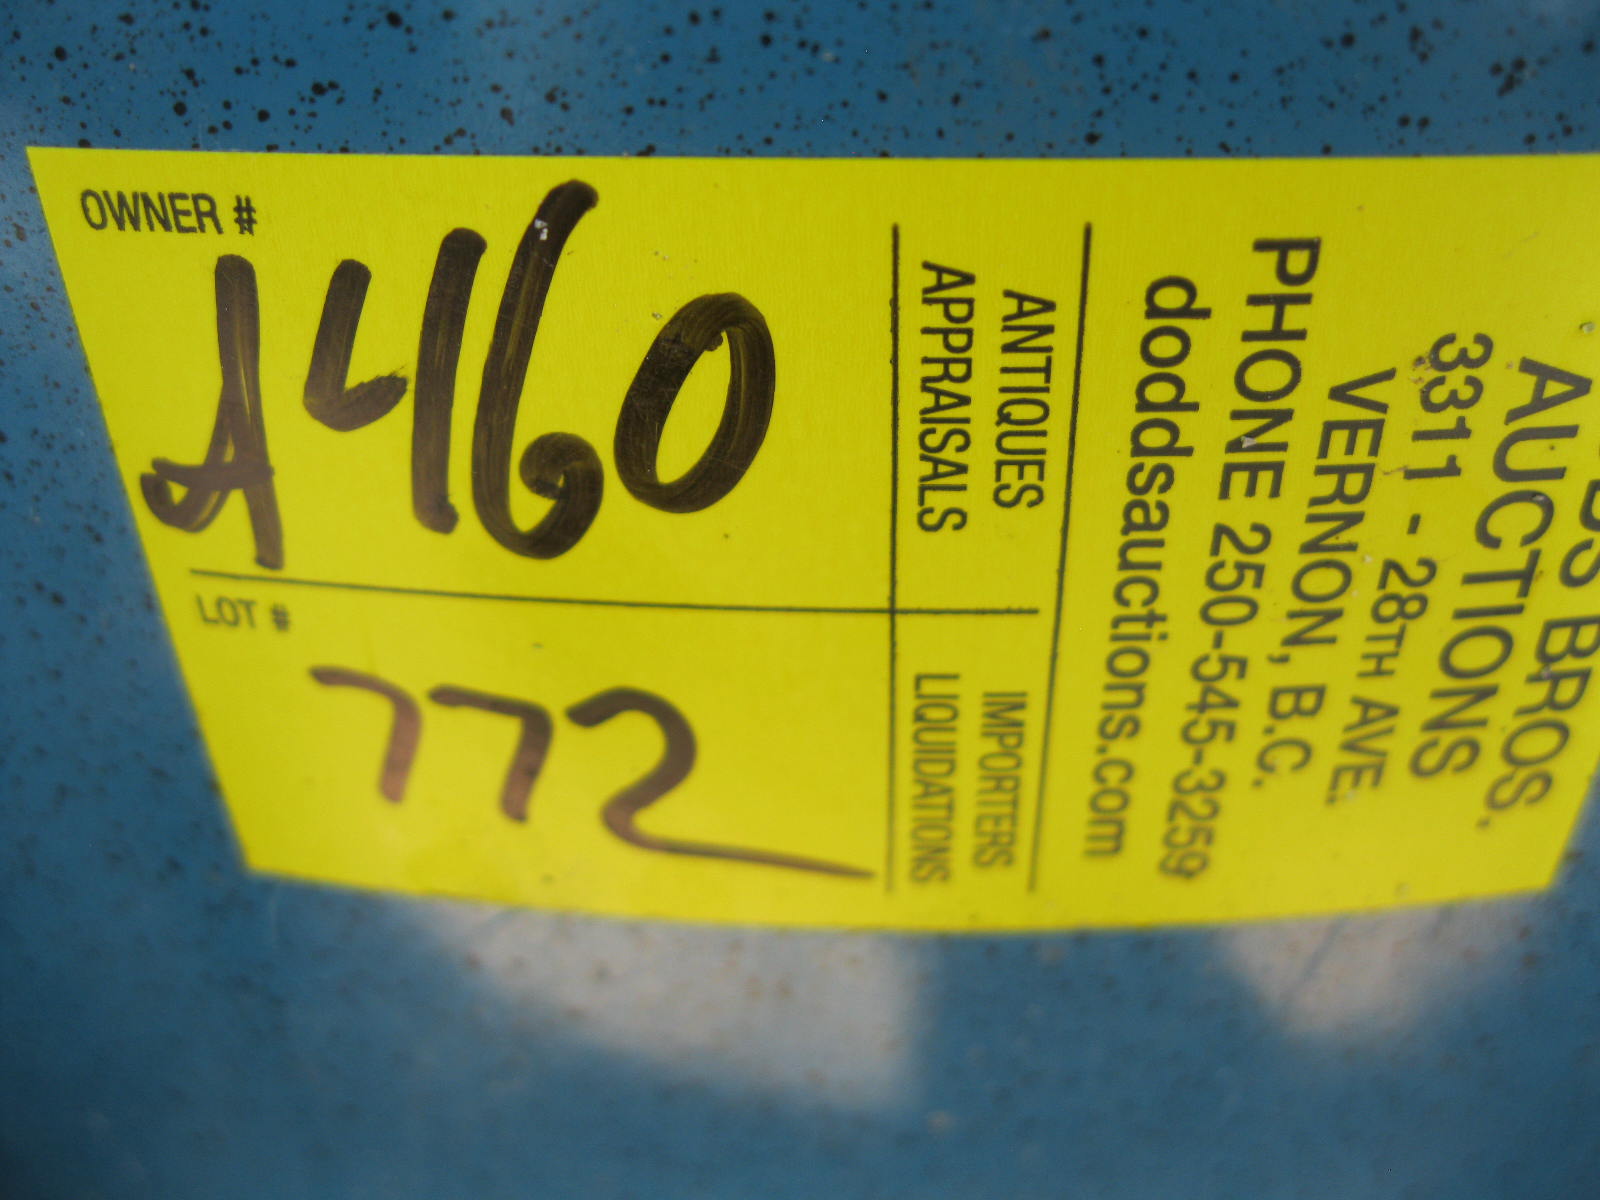 OWNER #
A460
LOT #
772
ANTIQUES
APPRAISALS
IMPORTERS
LIQUIDATIONS
BROS.
AUCTIONS
3311 - 28TH AVE.
VERNON, B.C.
PHONE 250-545-3259
doddsauctions.com